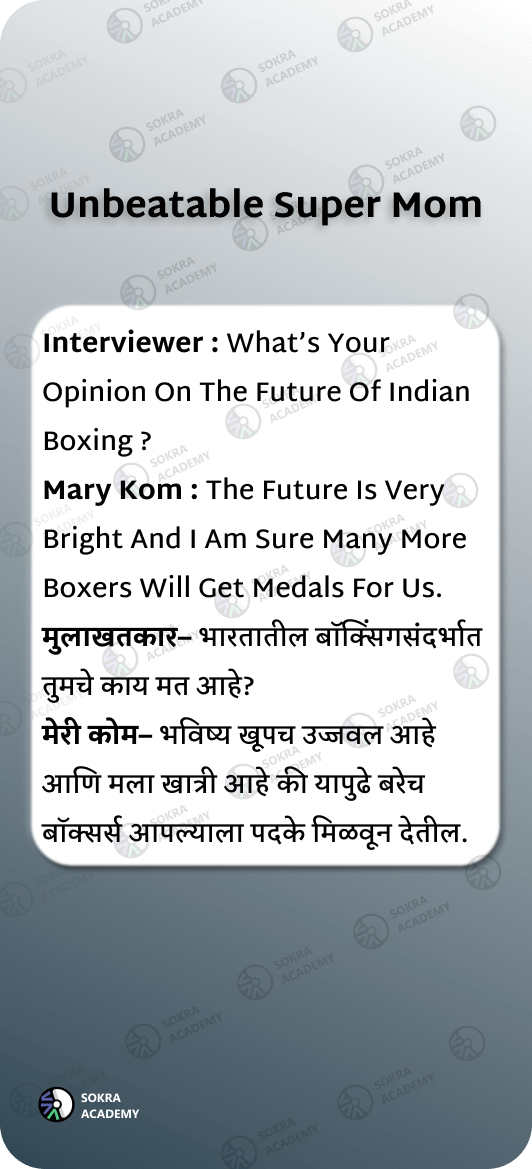 Unbeatable Super Mom
Interviewer : What’s Your
Opinion On The Future Of Indian
Boxing ?
Mary Kom : The Future Is Very
Bright And I Am Sure Many More
Boxers Will Get Medals For Us.
मुलाखतकार– भारतातील बॉक्सिंगसंदर्भात
तुमचे काय मत आहे?
मेरी कोम– भविष्य खूपच उज्जवल आहे
आणि मला खात्री आहे की यापुढे बरेच
बॉक्सर्स आपल्याला पदके मिळवून देतील.
SOKRA
ACADEMY